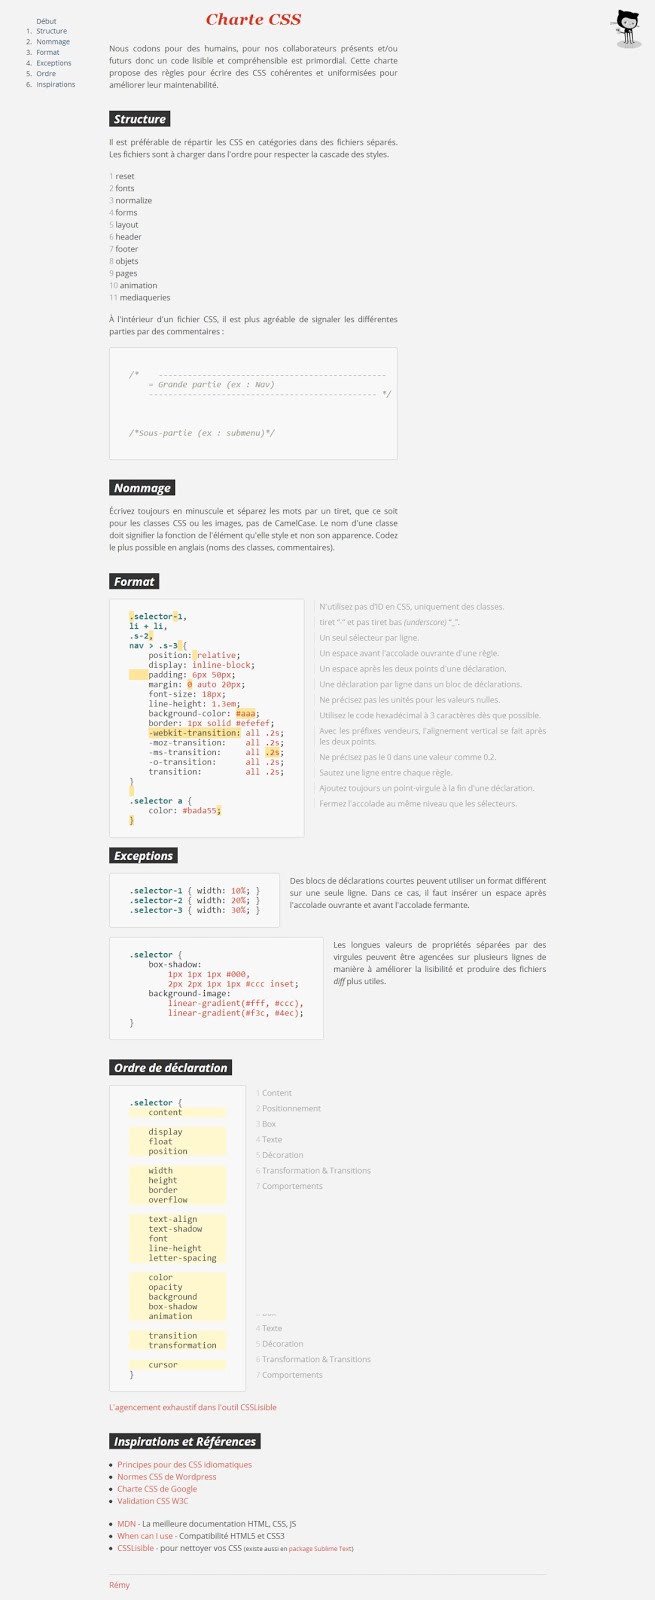 Charte CSS
Début
1. Structure
2. Nommage
3. Format
4. Exceptions
5. Ordre
6. Inspirations
Nous codons pour des humains, pour nos collaborateurs présents et/ou
futurs donc un code lisible et compréhensible est primordial. Cette charte
propose des règles pour écrire des CSS cohérentes et uniformisées pour
améliorer leur maintenabilité.
Structure
Il est préférable de répartir les CSS en catégories dans des fichiers séparés.
Les fichiers sont à charger dans l'ordre pour respecter la cascade des styles.
1 reset
2 fonts
3 normalize
4 forms
5 layout
6 header
7 footer
8 objets
9 pages
10 animation
11 mediaqueries
À l'intérieur d'un fichier CSS, il est plus agréable de signaler les différentes
parties par des commentaires :
/* ----------------------------------------------
= Grande partie (ex : Nav)
---------------------------------------------- */
/*Sous-partie (ex : submenu)*/
Nommage
Écrivez toujours en minuscule et séparez les mots par un tiret, que ce soit
pour les classes CSS ou les images, pas de CamelCase. Le nom d'une classe
doit signifier la fonction de l'élément qu'elle style et non son apparence. Codez
le plus possible en anglais (noms des classes, commentaires).
Format
.selector-1,
li + li,
.s-2,
nav > .s-3 {
position: relative;
display: inline-block;
padding: 6px 50px;
margin: 0 auto 20px;
font-size: 18px;
line-height: 1.3em;
background-color: #aaa;
border: 1px solid #efefef;
-webkit-transition: all .2s;
-moz-transition: all .2s;
-ms-transition: all .2s;
-o-transition: all .2s;
transition: all .2s;
}
.selector a {
color: #bada55;
}
N'utilisez pas d'ID en CSS, uniquement des classes.
tiret "-" et pas tiret bas (underscore) "_".
Un seul sélecteur par ligne.
Un espace avant l'accolade ouvrante d'une règle.
Un espace après les deux points d'une déclaration.
Une déclaration par ligne dans un bloc de déclarations.
Ne précisez pas les unités pour les valeurs nulles.
Utilisez le code hexadécimal à 3 caractères dès que possible.
Avec les préfixes vendeurs, l'alignement vertical se fait après
les deux points.
Ne précisez pas le 0 dans une valeur comme 0.2.
Sautez une ligne entre chaque règle.
Ajoutez toujours un point-virgule à la fin d'une déclaration.
Fermez l'accolade au même niveau que les sélecteurs.
Exceptions
.selector-1 { width: 10%; }
.selector-2 { width: 20%; }
.selector-3 { width: 30%; }
Des blocs de déclarations courtes peuvent utiliser un format différent
sur une seule ligne. Dans ce cas, il faut insérer un espace après
l'accolade ouvrante et avant l'accolade fermante.
.selector {
box-shadow:
1px 1px 1px #000,
2px 2px 1px 1px #ccc inset;
background-image:
linear-gradient(#fff, #ccc),
linear-gradient(#f3c, #4ec);
}
Les longues valeurs de propriétés séparées par des
virgules peuvent être agencées sur plusieurs lignes de
manière à améliorer la lisibilité et produire des fichiers
diff plus utiles.
Ordre de déclaration
.selector {
content
display
float
position
width
height
border
overflow
text-align
text-shadow
font
line-height
letter-spacing
color
opacity
background
box-shadow
animation
transition
transformation
cursor
}
1 Content
2 Positionnement
3 Box
4 Texte
5 Décoration
6 Transformation & Transitions
7 Comportements
4 Texte
5 Décoration
6 Transformation & Transitions
7 Comportements
L'agencement exhaustif dans l'outil CSSLisible
Inspirations et Références
• Principes pour des CSS idiomatiques
• Normes CSS de Wordpress
• Charte CSS de Google
• Validation CSS W3C
• MDN - La meilleure documentation HTML, CSS, JS
• When can I use - Compatibilité HTML5 et CSS3
• CSSLisible - pour nettoyer vos CSS (existe aussi en package Sublime Text)
Rémy